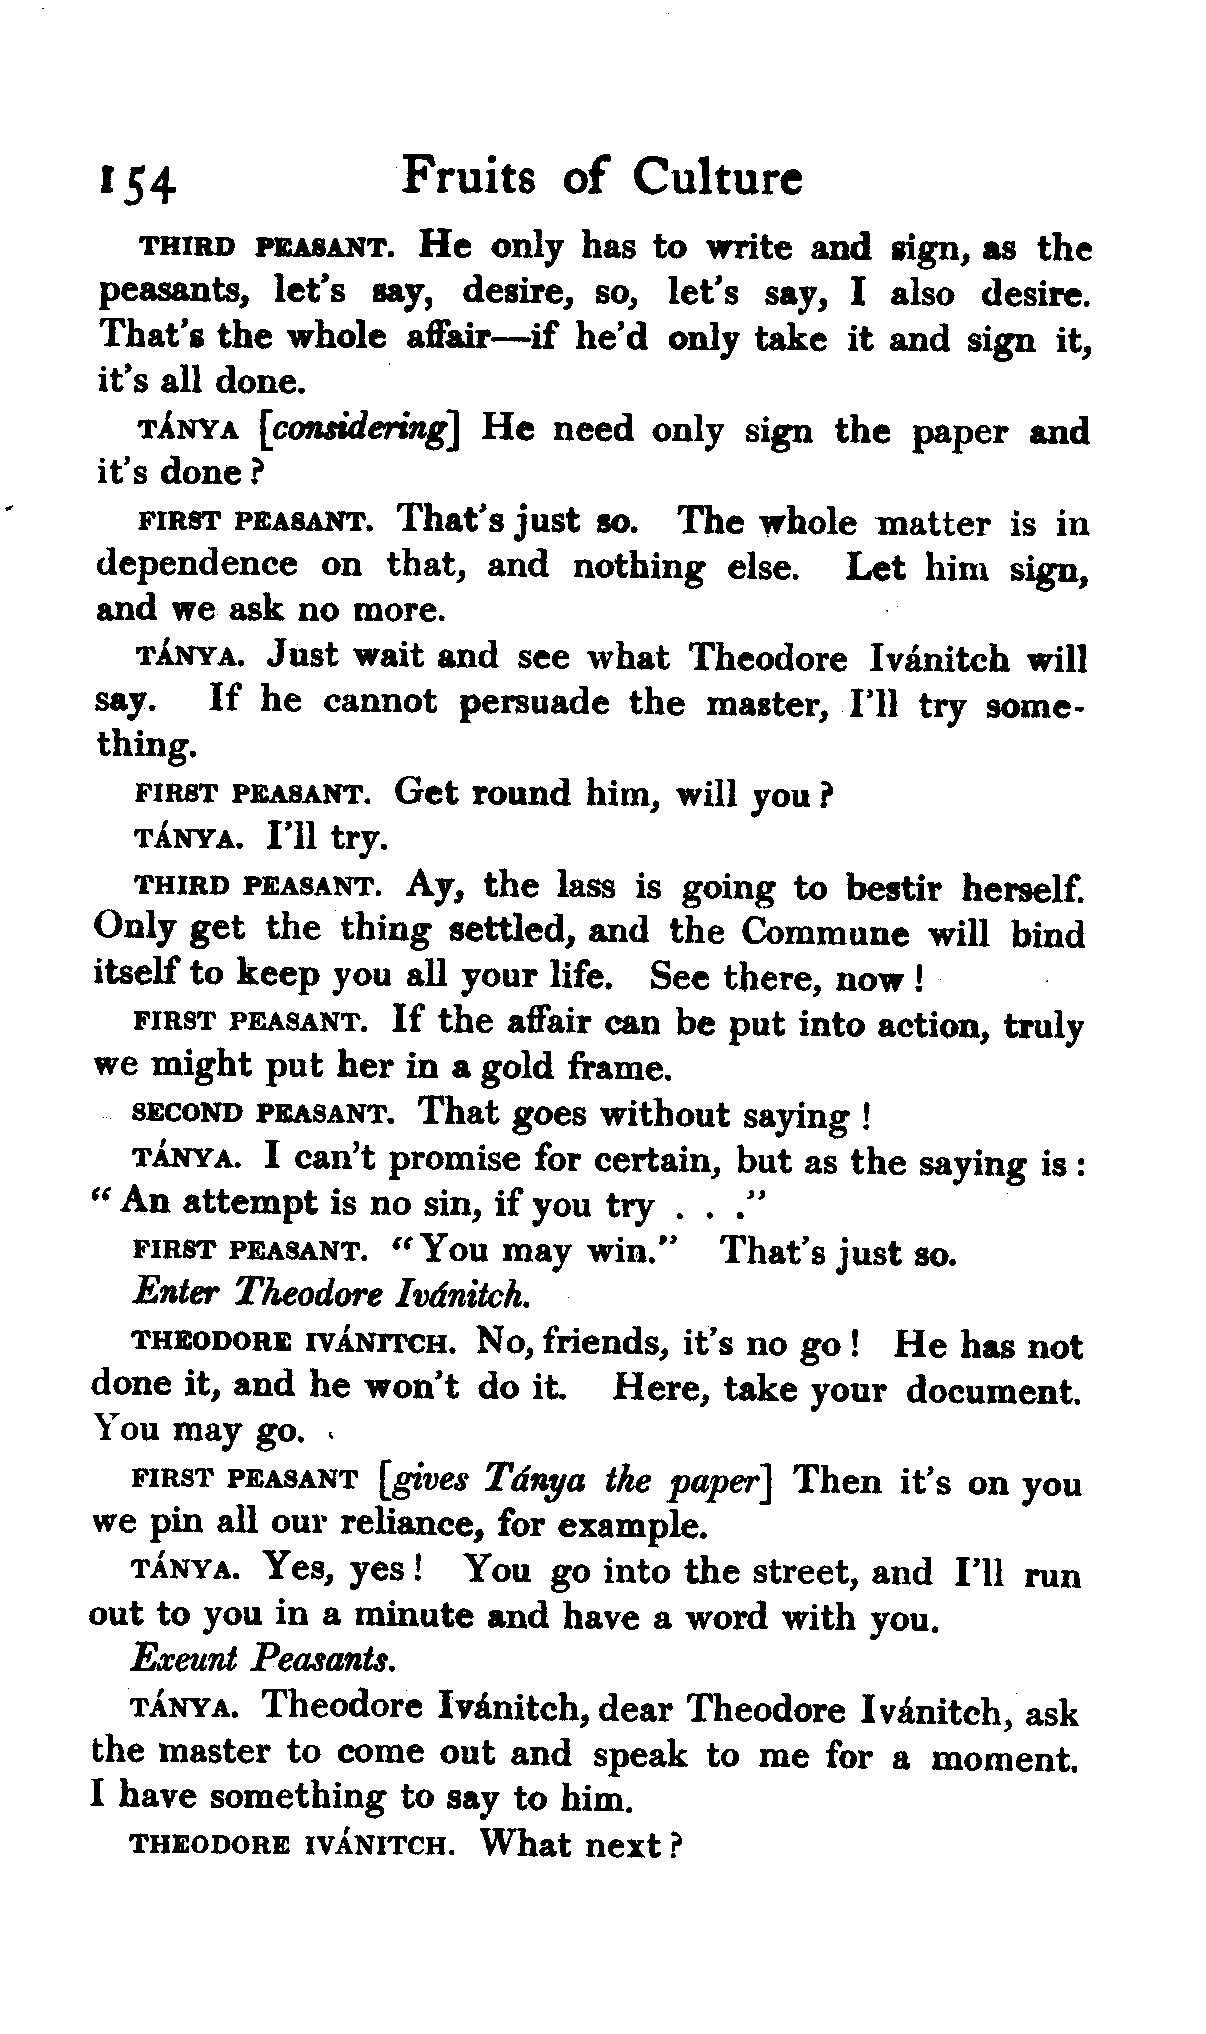 154 Fruits of Culture
THIRD PEASANT. He only has to write and sign, as the
peasants, let's say, desire, so, let's say, I also desire.
That's the whole affair—if he'd only take it and sign it,
it's all done.
TÁNYA [considering] He need only sign the paper and
it's done?
FIRST PEASANT. That's just so. The whole matter is in
dependence on that, and nothing else. Let him sign,
and we ask no more.
TÁNYA. Just wait and see what Theodore Ivánitch will
say. If he cannot persuade the master, I'll try some-
thing.
FIRST PEASANT. Get round him, will you?
TÁNYA. I'll try.
THIRD PEASANT. Ay, the lass is going to bestir herself.
Only get the thing settled, and the Commune will bind
itself to keep you all your life. See there, now!
FIRST PEASANT. If the affair can be put into action, truly
we might put her in a gold frame.
SECOND PEASANT. That goes without saying!
TÁNYA. I can't promise for certain, but as the saying is:
"An attempt is no sin, if you try . . ."
FIRST PEASANT. "You may win." That's just so.
Enter Theodore Ivánitch.
THEODORE IVÁNITCH. No, friends, it's no go! He has not
done it, and he won't do it. Here, take your document.
You may go.
FIRST PEASANT [gives Tánya the paper] Then it's on you
we pin all our reliance, for example.
TÁNYA. Yes, yes! You go into the street, and I'll run
out to you in a minute and have a word with you.
Exeunt Peasants.
TÁNYA. Theodore Ivánitch, dear Theodore Ivánitch, ask
the master to come out and speak to me for a moment.
I have something to say to him.
THEODORE IVÁNITCH. What next?